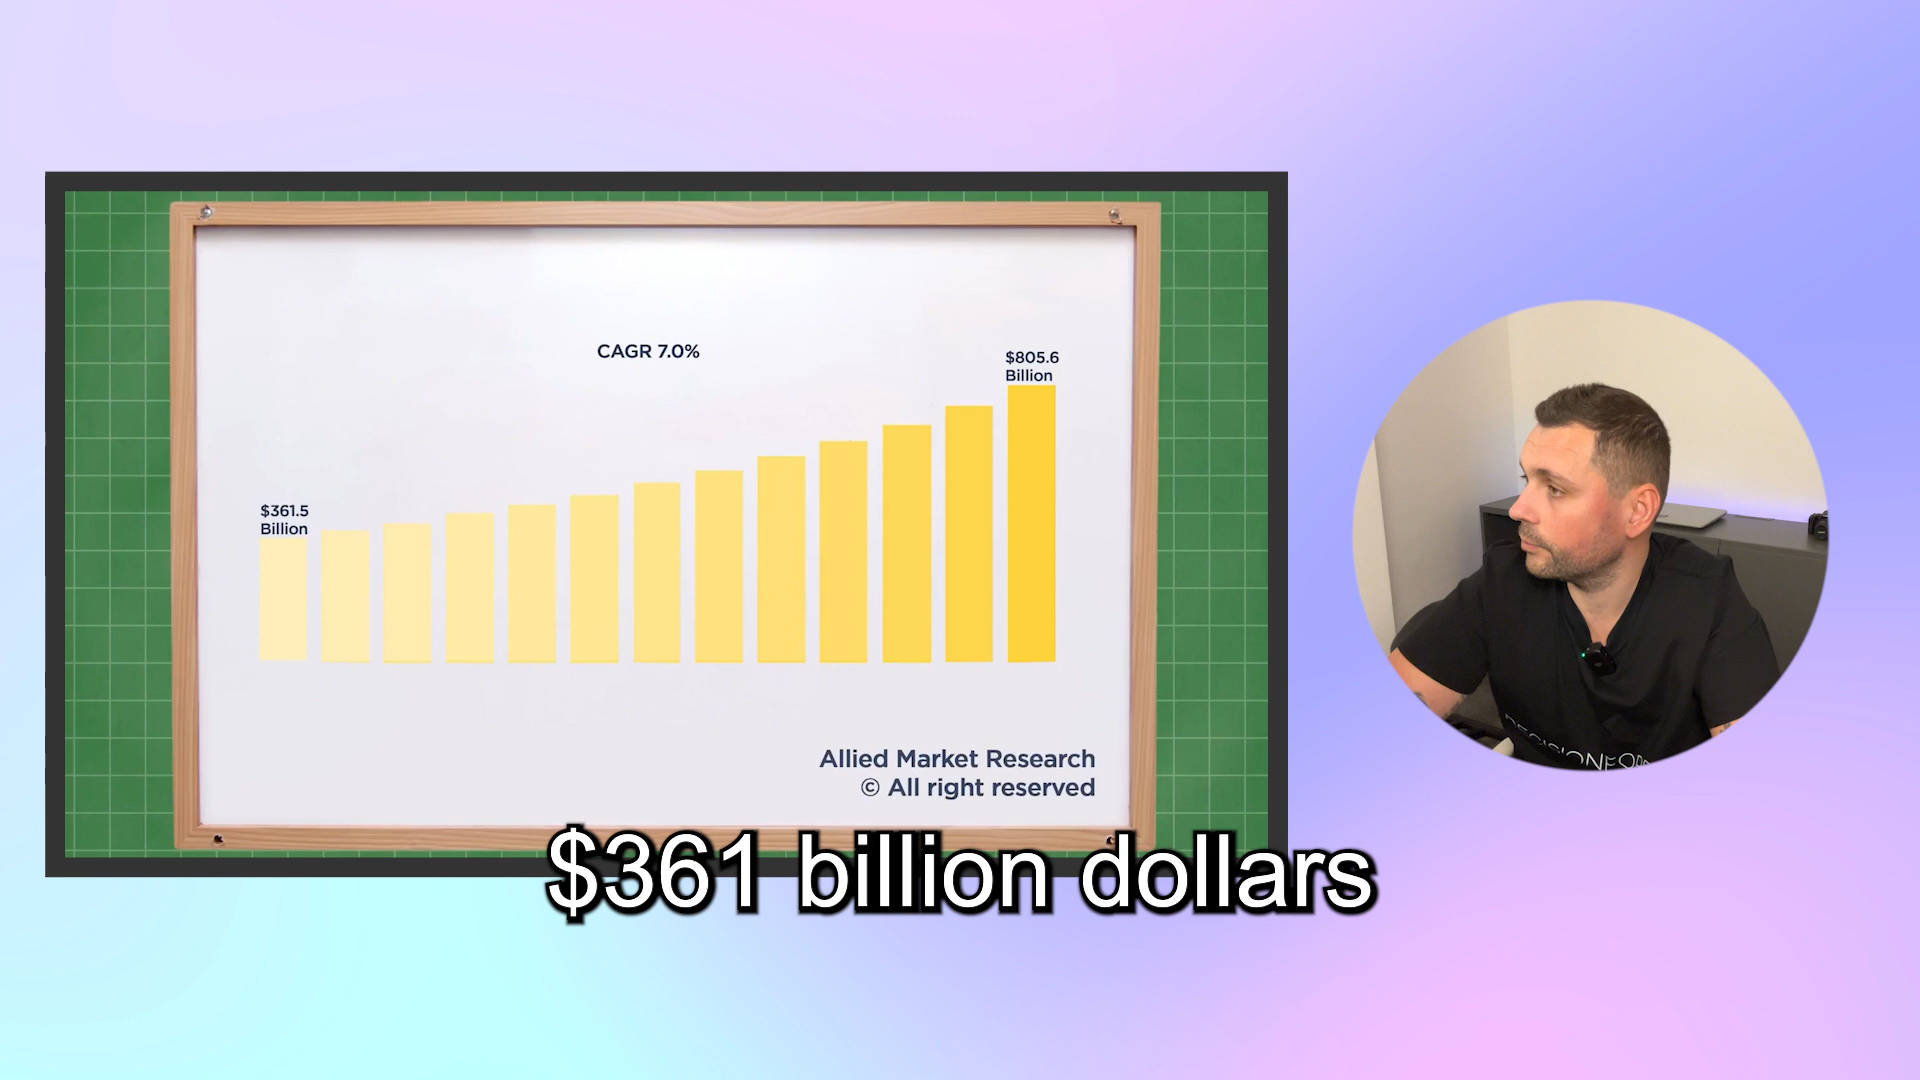 CAGR 7.0%
$805.6
Billion
$361.5
Billion
Allied Market Research
© All right reserved
$361 billion dollars